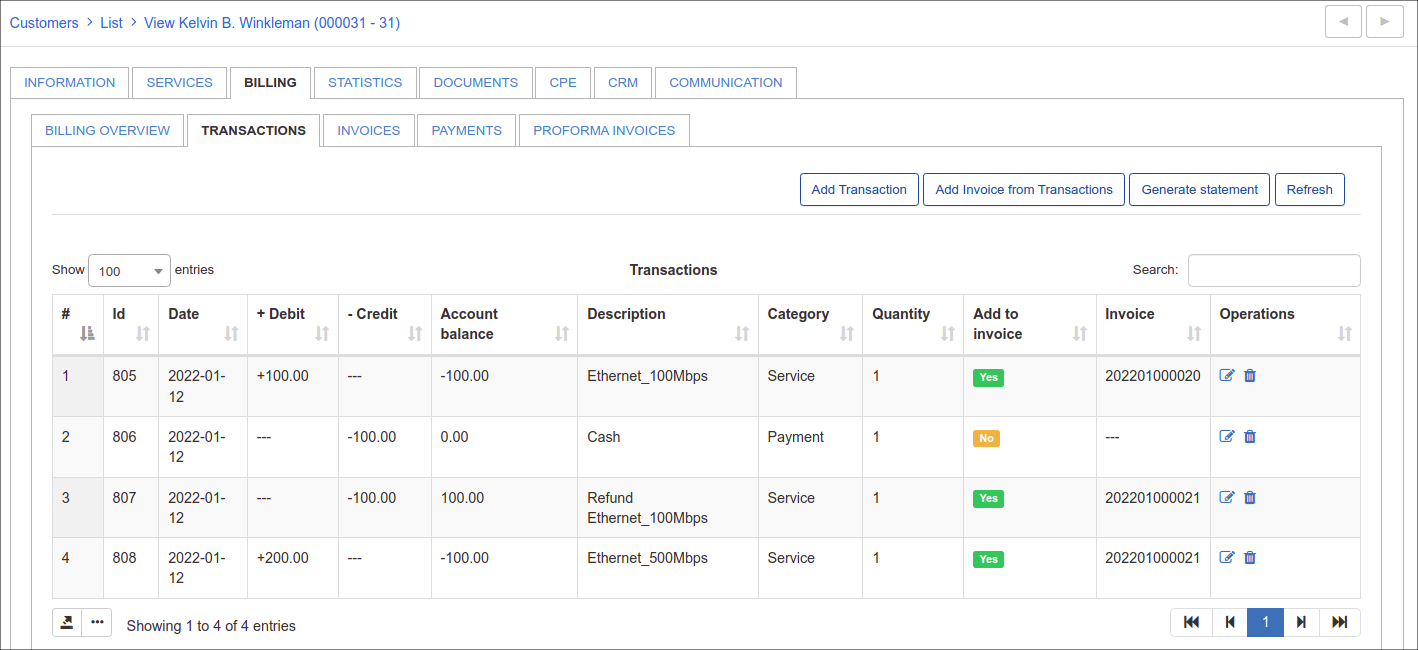 Customers > List > View Kelvin B. Winkleman (000031 - 31)
INFORMATION SERVICES BILLING STATISTICS DOCUMENTS CPE CRM COMMUNICATION
BILLING OVERVIEW TRANSACTIONS INVOICES PAYMENTS PROFORMA INVOICES
Add Transaction Add Invoice from Transactions Generate statement Refresh
Show 100 entries Transactions Search:
# Id Date + Debit - Credit Account Description Category Quantity Add to Invoice Operations
balance invoice
1 805 2022-01- +100.00 --- -100.00 Ethernet_100Mbps Service 1 Yes 202201000020
12
2 806 2022-01- --- -100.00 0.00 Cash Payment 1 No ---
12
3 807 2022-01- --- -100.00 100.00 Refund Service 1 Yes 202201000021
12 Ethernet_100Mbps
4 808 2022-01- +200.00 --- -100.00 Ethernet_500Mbps Service 1 Yes 202201000021
12
Showing 1 to 4 of 4 entries 1